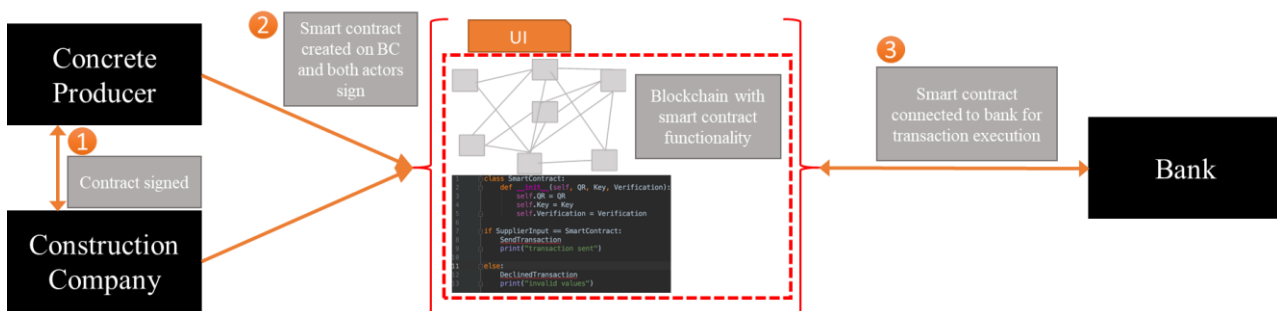 Concrete
Producer
1
Contract signed
Construction
Company
2
Smart contract
created on BC
and both actors
sign
UI
Blockchain with
smart contract
functionality
1 class SmartContract:
2 def __init__(self, QR, Key, Verification):
3 self.QR = QR
4 self.Key = Key
5 self.Verification = Verification
6
7 if SupplierInput == SmartContract:
8 SendTransaction
9 print("transaction sent")
10
11 else:
12 DeclinedTransaction
13 print("invalid values")
3
Smart contract
connected to bank for
transaction execution
Bank